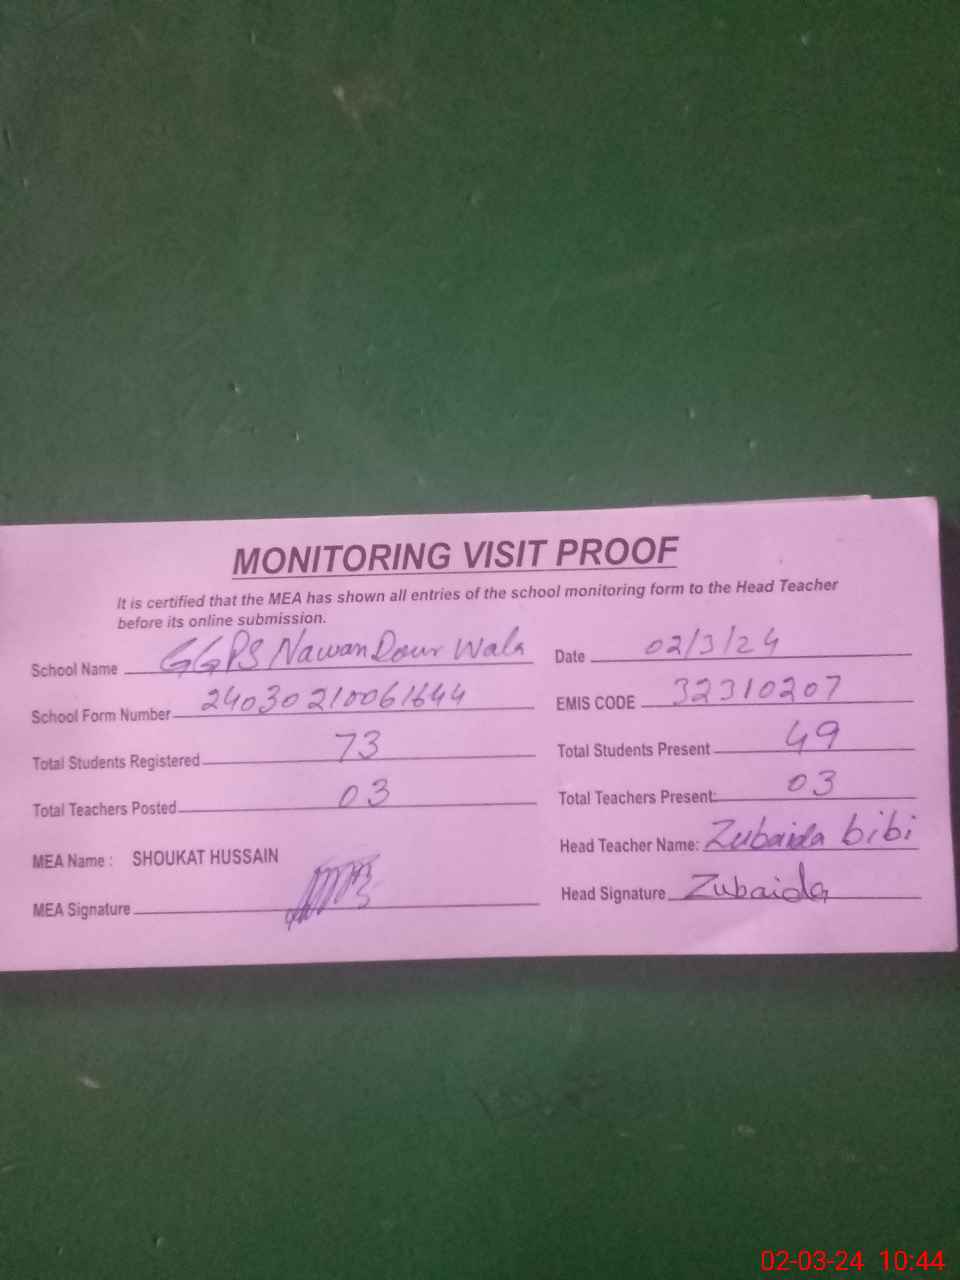 MONITORING VISIT PROOF
It is certified that the MEA has shown all entries of the school monitoring form to the Head Teacher
before its online submission.
School Name GGPS Nawan Dour Wala Date 02/3/24
School Form Number 24030210061644 EMIS CODE 32310207
Total Students Registered 73 Total Students Present 49
Total Teachers Posted 03 Total Teachers Present: 03
MEA Name : SHOUKAT HUSSAIN Head Teacher Name: Zubaida bibi
MEA Signature Head Signature Zubaida
02-03-24 10:44